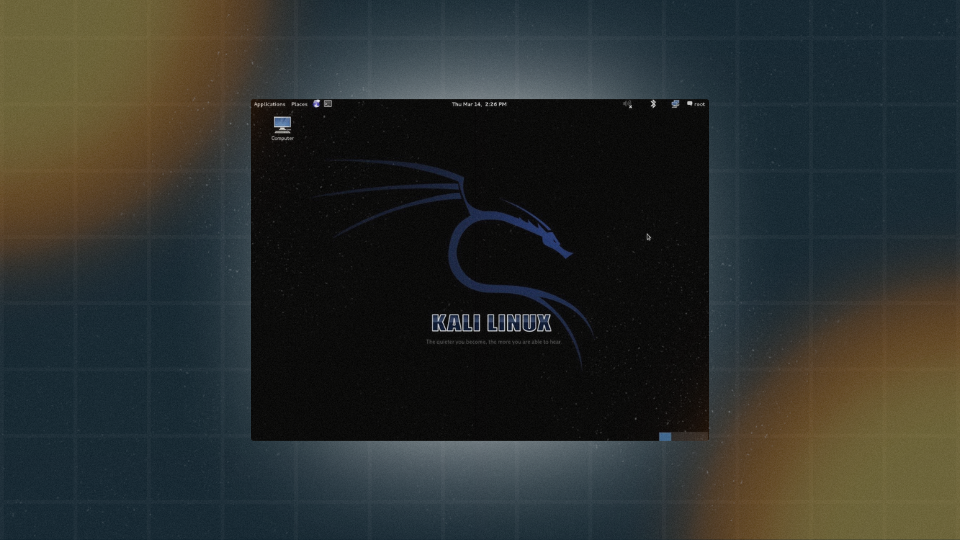 Applications Places Thu Mar 14, 2:26 PM root
Computer
KALI LINUX
The quieter you become, the more you are able to hear.